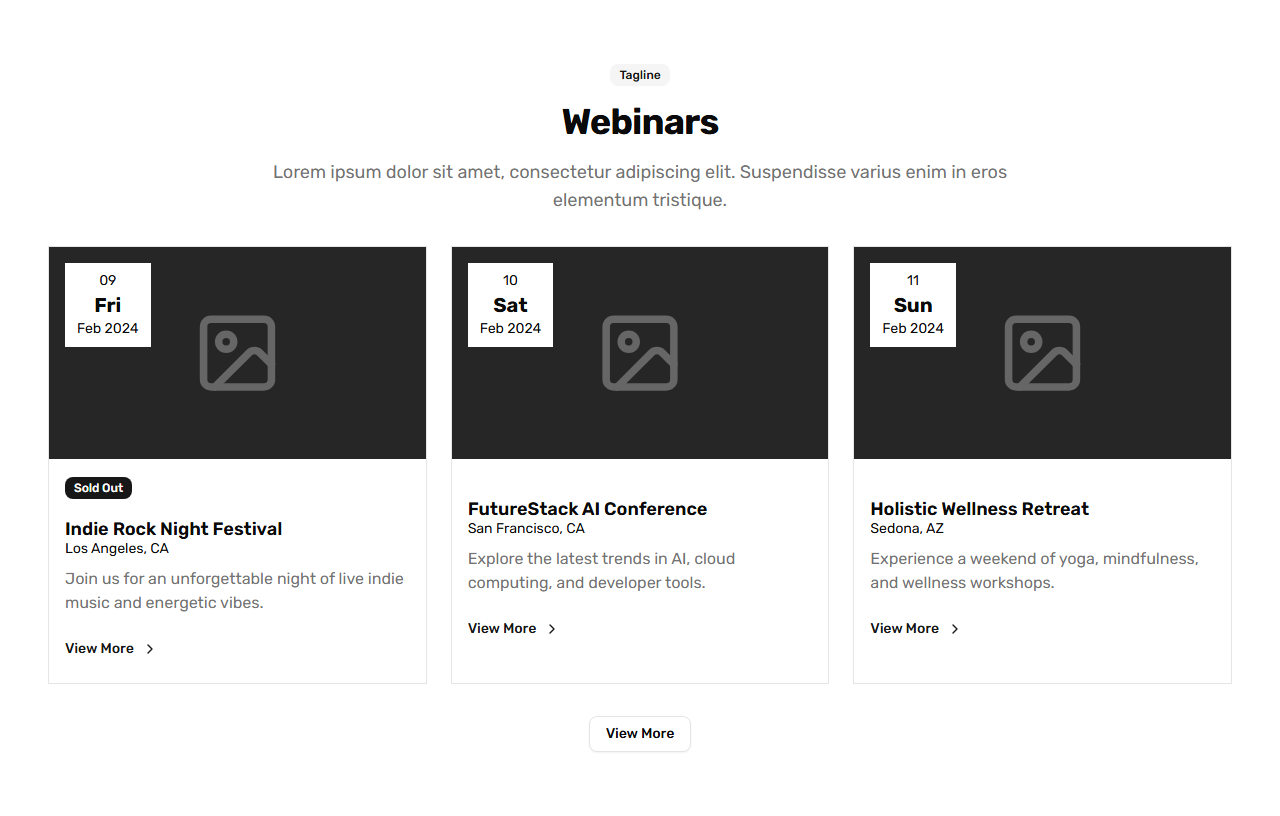 Tagline
Webinars
Lorem ipsum dolor sit amet, consectetur adipiscing elit. Suspendisse varius enim in eros
elementum tristique.
09
Fri
Feb 2024
Sold Out
Indie Rock Night Festival
Los Angeles, CA
Join us for an unforgettable night of live indie
music and energetic vibes.
View More
10
Sat
Feb 2024
FutureStack AI Conference
San Francisco, CA
Explore the latest trends in AI, cloud
computing, and developer tools.
View More
11
Sun
Feb 2024
Holistic Wellness Retreat
Sedona, AZ
Experience a weekend of yoga, mindfulness,
and wellness workshops.
View More
View More